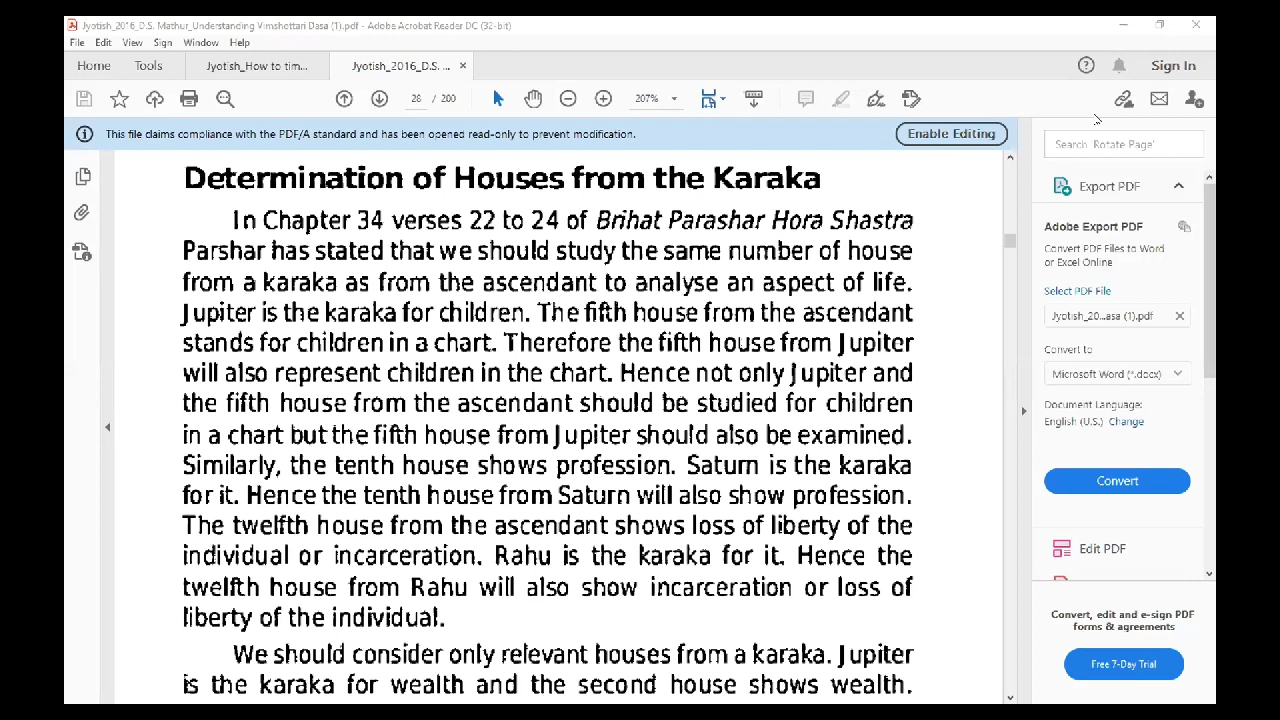 Jyotish_2016_D.S. Mathur_Understanding Vimshottari Dasa (1).pdf - Adobe Acrobat Reader DC (32-bit)
File Edit View Sign Window Help
Home Tools Jyotish_How to tim... Jyotish_2016_D.S. ... × Sign In
28 / 200 207%
This file claims compliance with the PDF/A standard and has been opened read-only to prevent modification. Enable Editing
Determination of Houses from the Karaka
In Chapter 34 verses 22 to 24 of Brihat Parashar Hora Shastra
Parshar has stated that we should study the same number of house
from a karaka as from the ascendant to analyse an aspect of life.
Jupiter is the karaka for children. The fifth house from the ascendant
stands for children in a chart. Therefore the fifth house from Jupiter
will also represent children in the chart. Hence not only Jupiter and
the fifth house from the ascendant should be studied for children
in a chart but the fifth house from Jupiter should also be examined.
Similarly, the tenth house shows profession. Saturn is the karaka
for it. Hence the tenth house from Saturn will also show profession.
The twelfth house from the ascendant shows loss of liberty of the
individual or incarceration. Rahu is the karaka for it. Hence the
twelfth house from Rahu will also show incarceration or loss of
liberty of the individual.
We should consider only relevant houses from a karaka. Jupiter
is the karaka for wealth and the second house shows wealth.
Search 'Rotate Page'
Export PDF
Adobe Export PDF
Convert PDF Files to Word
or Excel Online
Select PDF File
Jyotish_20...asa (1).pdf
Convert to
Microsoft Word (*.docx)
Document Language:
English (U.S.) Change
Convert
Edit PDF
Convert, edit and e-sign PDF
forms & agreements
Free 7-Day Trial